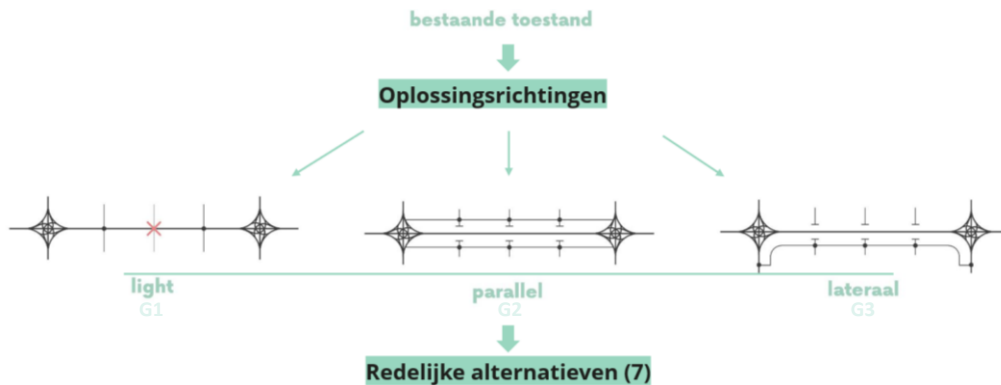 bestaande toestand
Oplossingsrichtingen
light
G1
parallel
G2
lateraal
G3
Redelijke alternatieven (7)